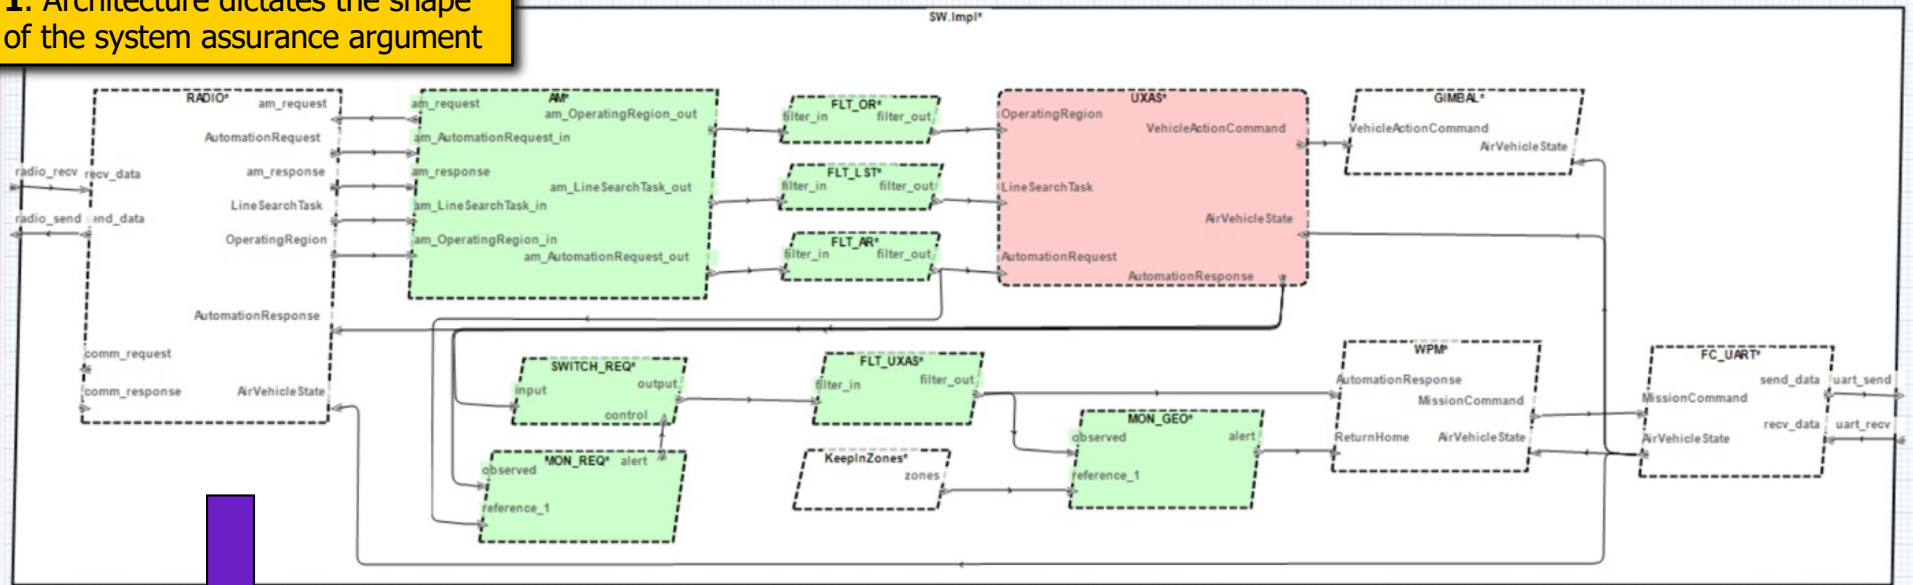 1. Architecture dictates the shape
of the system assurance argument
SW.Impl*
RADIO*
am_request
AutomationRequest
am_response
LineSearchTask
OperatingRegion
AutomationResponse
AirVehicleState
radio_recv
recv_data
radio_send
end_data
comm_request
comm_response
AM*
am_request
am_OperatingRegion_out
am_AutomationRequest_in
am_response
am_LineSearchTask_out
am_LineSearchTask_in
am_OperatingRegion_in
am_AutomationRequest_out
FLT_OR*
filter_in
filter_out
FLT_LST*
filter_in
filter_out
FLT_AR*
filter_in
filter_out
UXAS*
OperatingRegion
VehicleActionCommand
LineSearchTask
AirVehicleState
AutomationRequest
AutomationResponse
GIMBAL*
VehicleActionCommand
AirVehicleState
SWITCH_REQ*
input
output
control
MON_REQ*
alert
observed
reference_1
FLT_UXAS*
filter_in
filter_out
KeepInZones*
zones
MON_GEO*
observed
alert
reference_1
WPM*
AutomationResponse
MissionCommand
ReturnHome
AirVehicleState
FC_UART*
send_data
uart_send
MissionCommand
recv_data
uart_recv
AirVehicleState